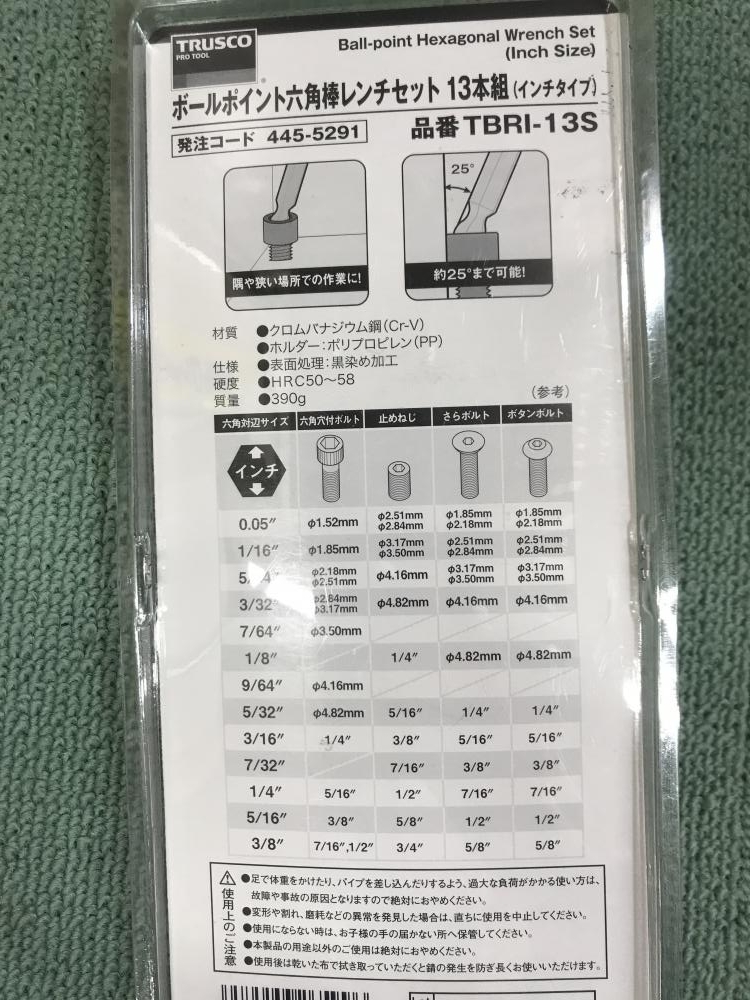 TRUSCO
PRO TOOL
Ball-point Hexagonal Wrench Set
(Inch Size)
ボールポイント六角棒レンチセット 13本組(インチタイプ)
発注コード 445-5291
品番TBRI-13S
隅や狭い場所での作業に!
25°
約25°まで可能!
材質 ●クロムバナジウム鋼(Cr-V)
●ホルダー:ポリプロピレン(PP)
仕様 ●表面処理:黒染め加工
硬度 ●HRC50〜58
質量 ●390g
(参考)
六角対辺サイズ 六角穴付ボルト 止めねじ さらボルト ボタンボルト
インチ
0.05″ φ1.52mm φ2.51mm φ2.84mm φ1.85mm φ2.18mm φ1.85mm φ2.18mm
1/16″ φ1.85mm φ3.17mm φ3.50mm φ2.51mm φ2.84mm φ2.51mm φ2.84mm
φ2.18mm φ2.51mm φ4.16mm φ3.17mm φ3.50mm φ3.17mm φ3.50mm
3/32″ φ2.84mm φ3.17mm φ4.82mm φ4.16mm φ4.16mm
7/64″ φ3.50mm
1/8″ 1/4″ φ4.82mm φ4.82mm
9/64″ φ4.16mm
5/32″ φ4.82mm 5/16″ 1/4″ 1/4″
3/16″ 1/4″ 3/8″ 5/16″ 5/16″
7/32″ 7/16″ 3/8″ 3/8″
1/4″ 5/16″ 1/2″ 7/16″ 7/16″
5/16″ 3/8″ 5/8″ 1/2″ 1/2″
3/8″ 7/16″,1/2″ 3/4″ 5/8″ 5/8″
使用上のご注意
●足で体重をかけたり、パイプを差し込んだりするよう、過大な負荷がかかる使い方は、
故障や事故の原因となりますので絶対におやめください。
●変形や割れ、磨耗などの異常を発見した場合は、直ちに使用を中止してください。
●使用にならない時は、お子様の手の届かない所へ保管してください。
●本製品の用途以外のご使用は絶対におやめください。
●使用後は乾いた布で拭き取っていただくと錆の発生を防ぎ長くお使いいただけます。